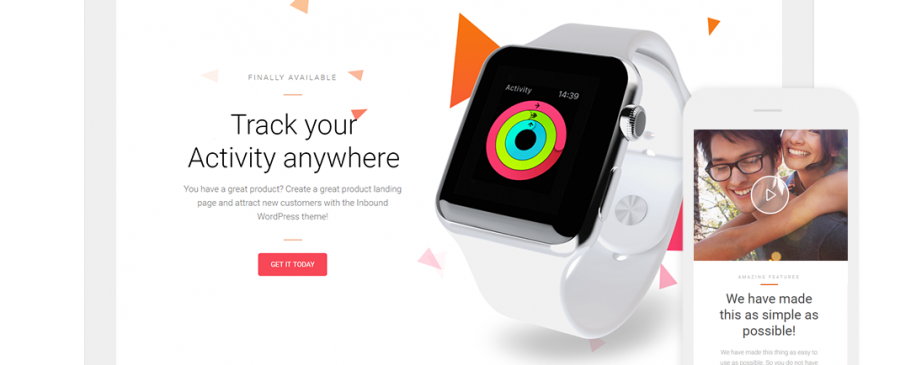 FINALLY AVAILABLE
Track your
Activity anywhere
You have a great product? Create a great product landing
page and attract new customers with the Inbound
WordPress theme!
GET IT TODAY
Activity 14:39
AMAZING FEATURES
We have made
this as simple as
possible!
We have made this thing as easy to
use as possible. So you do not have